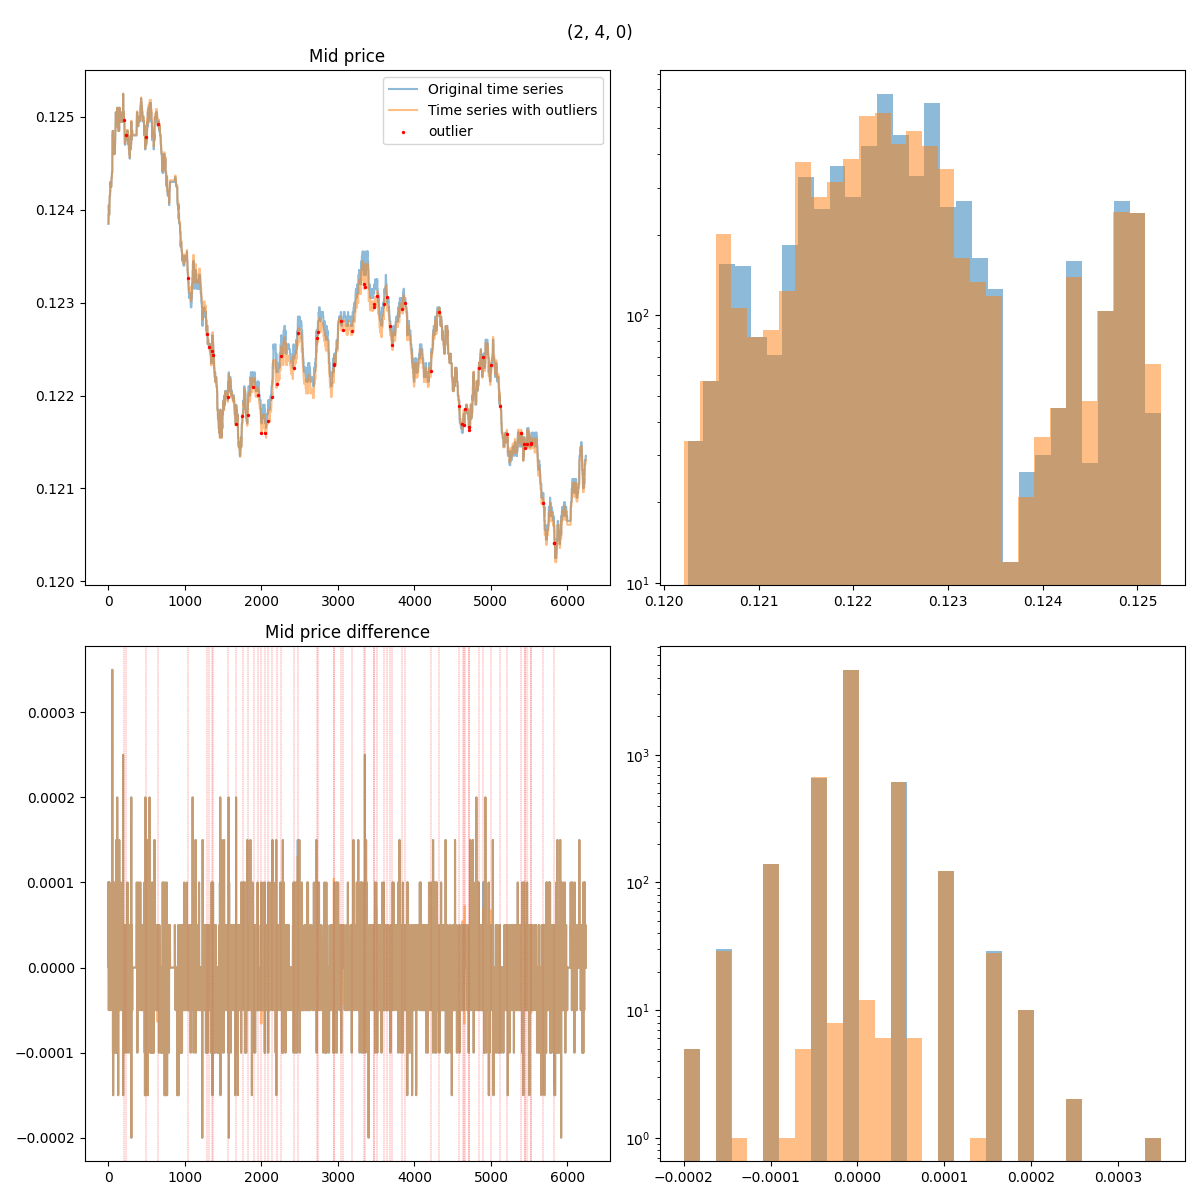 (2, 4, 0)
Mid price
Original time series
Time series with outliers
outlier
0.125
0.124
0.123
0.122
0.121
0.120
0 1000 2000 3000 4000 5000 6000
10²
10¹
0.120 0.121 0.122 0.123 0.124 0.125
Mid price difference
0.0003
0.0002
0.0001
0.0000
−0.0001
−0.0002
0 1000 2000 3000 4000 5000 6000
10³
10²
10¹
10⁰
−0.0002 −0.0001 0.0000 0.0001 0.0002 0.0003